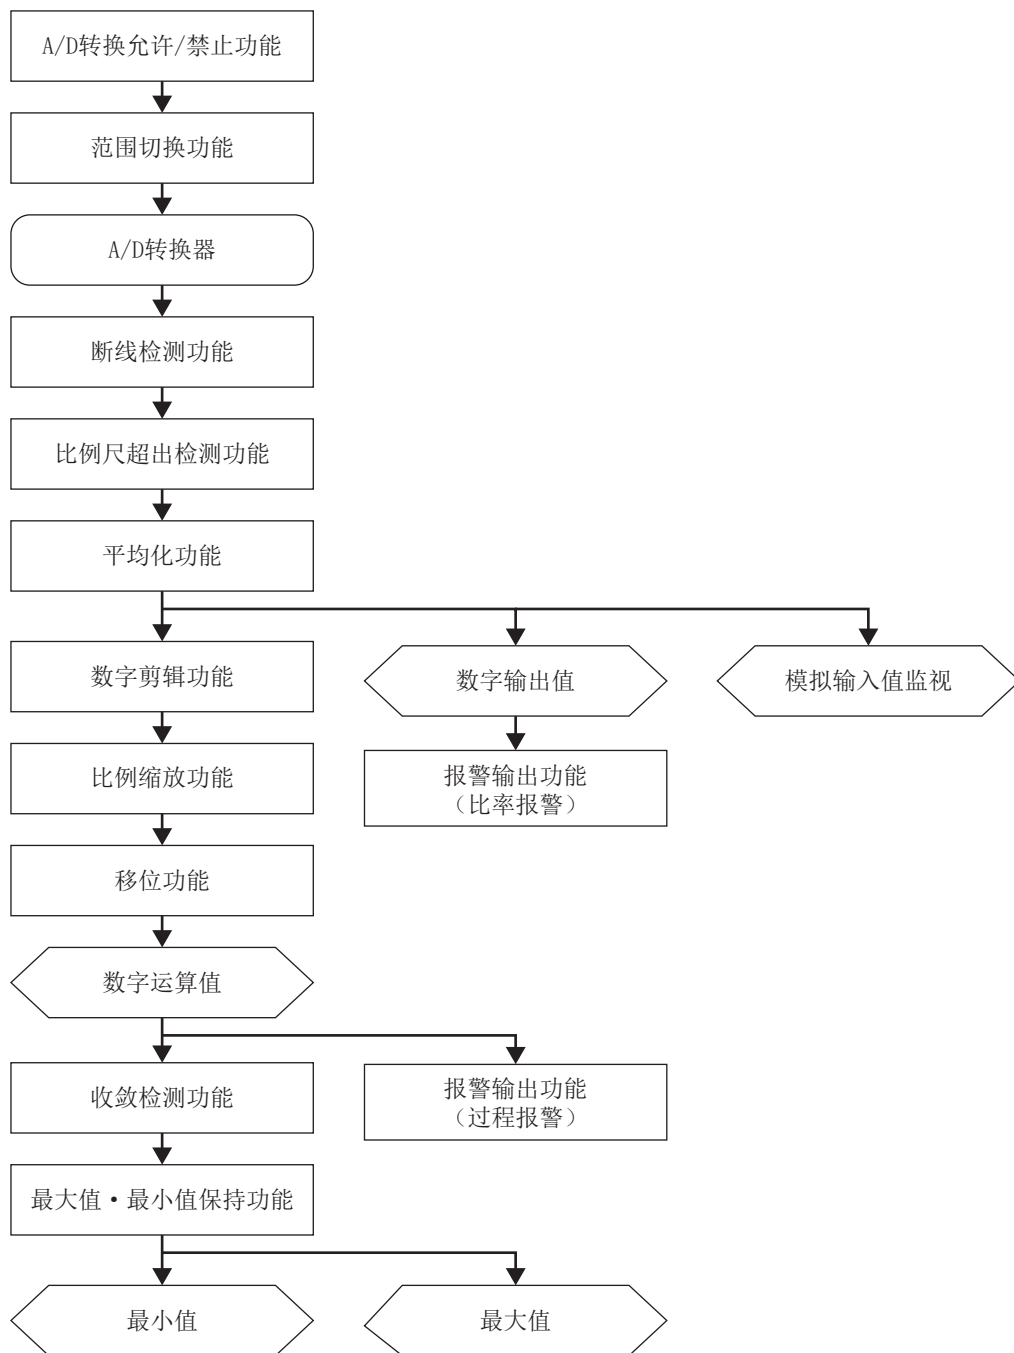 A/D转换允许/禁止功能
范围切换功能
A/D转换器
断线检测功能
比例尺超出检测功能
平均化功能
数字剪辑功能
数字输出值
模拟输入值监视
比例缩放功能
报警输出功能
（比率报警）
移位功能
数字运算值
收敛检测功能
报警输出功能
（过程报警）
最大值・最小值保持功能
最小值
最大值